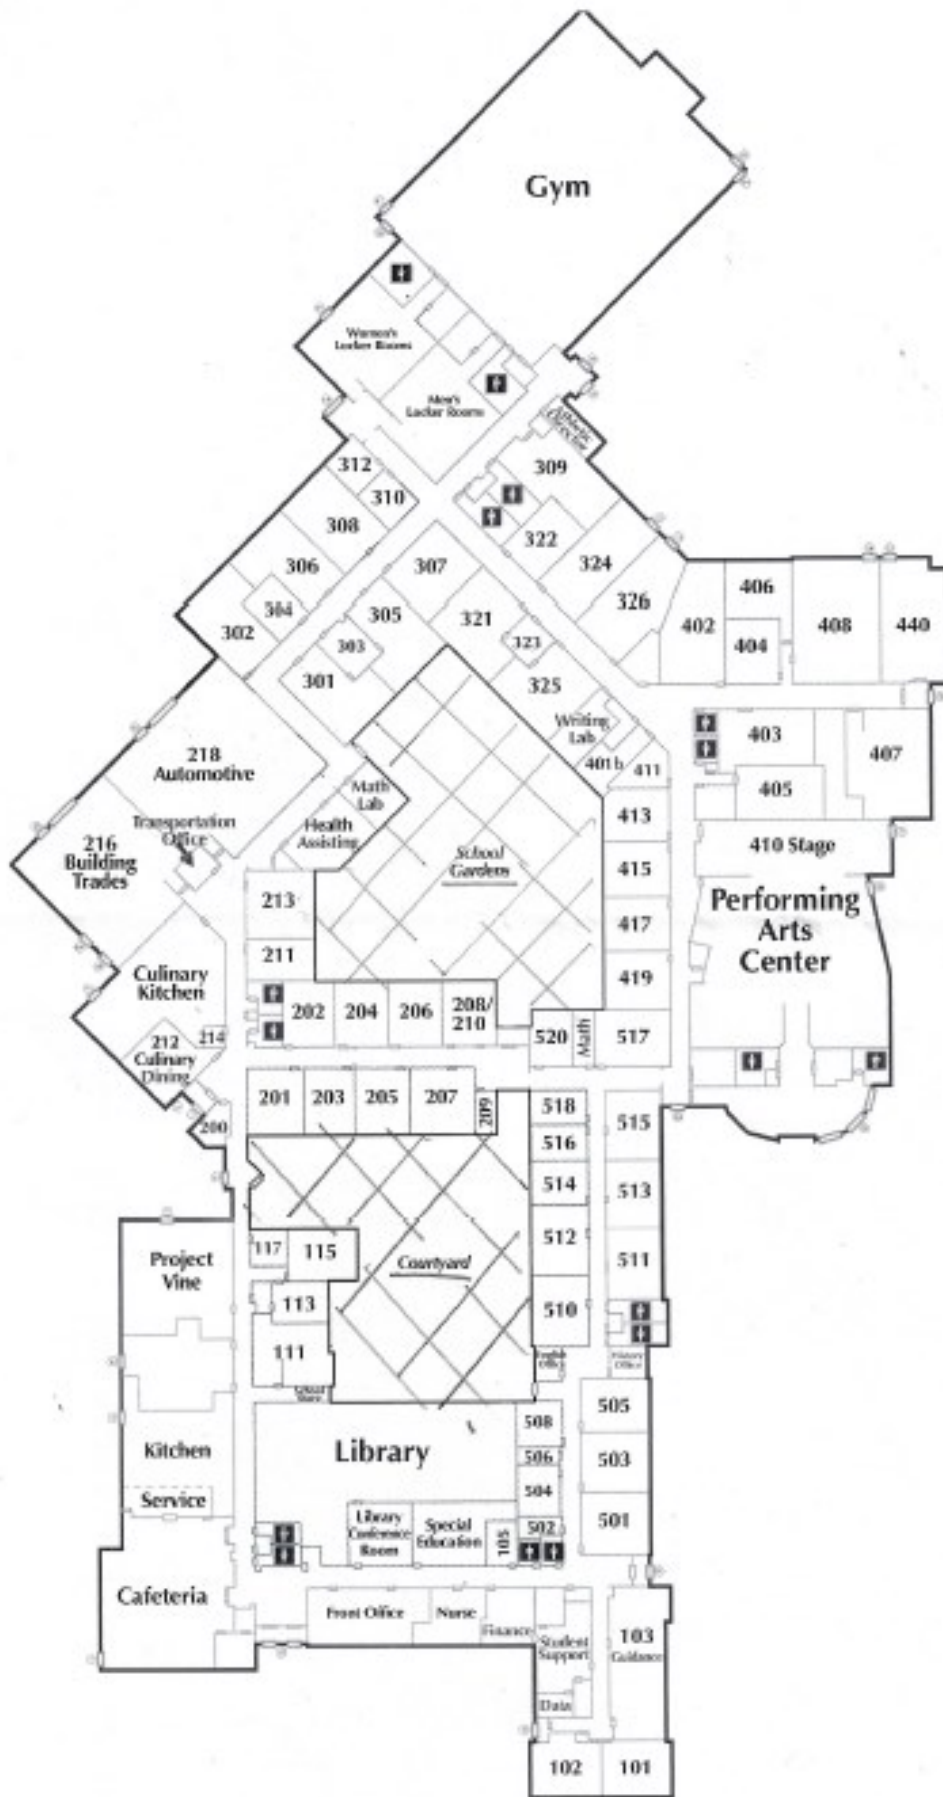 Gym
Women's
Locker Rooms
Men's
Locker Rooms
Athletic
Director
312
310
309
308
322
306
307
324
304
305
321
326
302
303
323
301
325
402
406
404
408
440
Writing
Lab
401b
411
403
407
405
218
Automotive
Math
Lab
Transportation
Office
Health
Assisting
413
216
Building
Trades
School
Gardens
410 Stage
415
213
417
Performing
Arts
Center
211
419
Culinary
Kitchen
202
204
206
208/
210
214
212
Culinary
Dining
520
Math
517
200
201
203
205
207
209
518
515
516
514
513
117
115
Courtyard
512
511
Project
Vine
113
510
111
English
Office
History
Office
505
Library
508
506
503
Kitchen
504
Service
Library
Conference
Room
Special
Education
105
502
501
Cafeteria
Front Office
Nurse
Finance
Student
Support
103
Guidance
Data
102
101